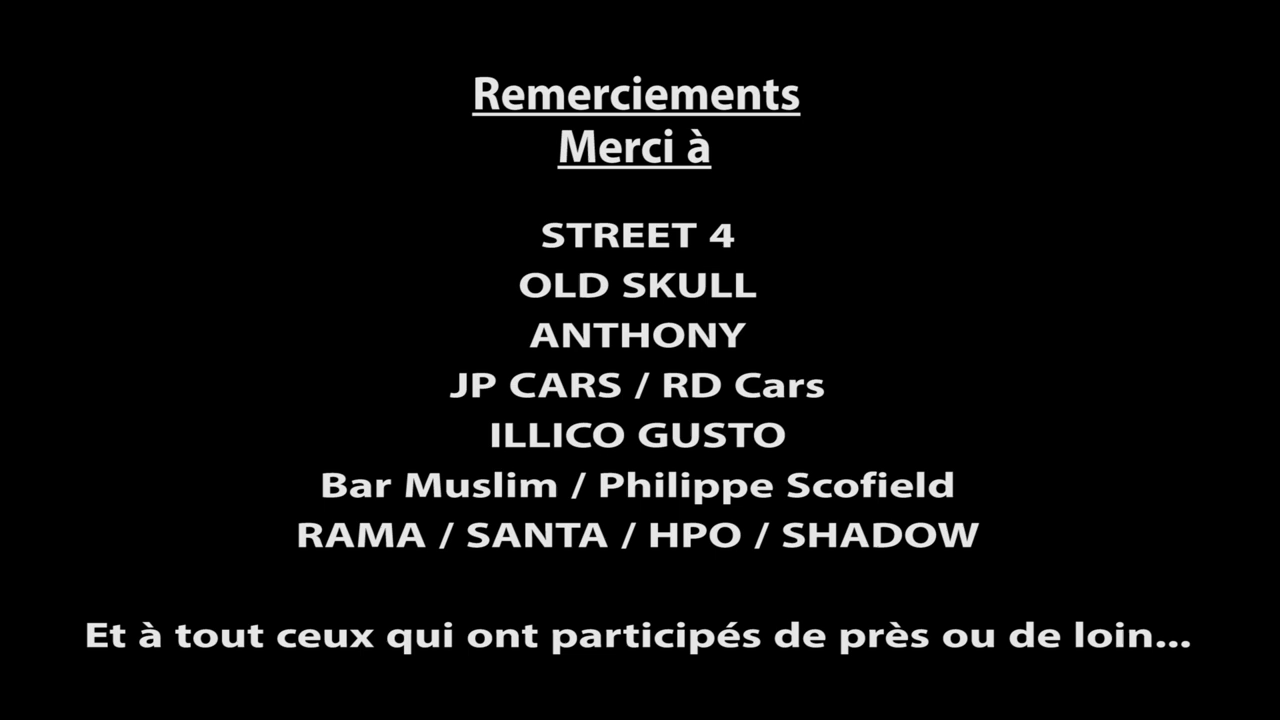 Remerciements
Merci à
STREET 4
OLD SKULL
ANTHONY
JP CARS / RD Cars
ILLICO GUSTO
Bar Muslim / Philippe Scofield
RAMA / SANTA / HPO / SHADOW
Et à tout ceux qui ont participés de près ou de loin...